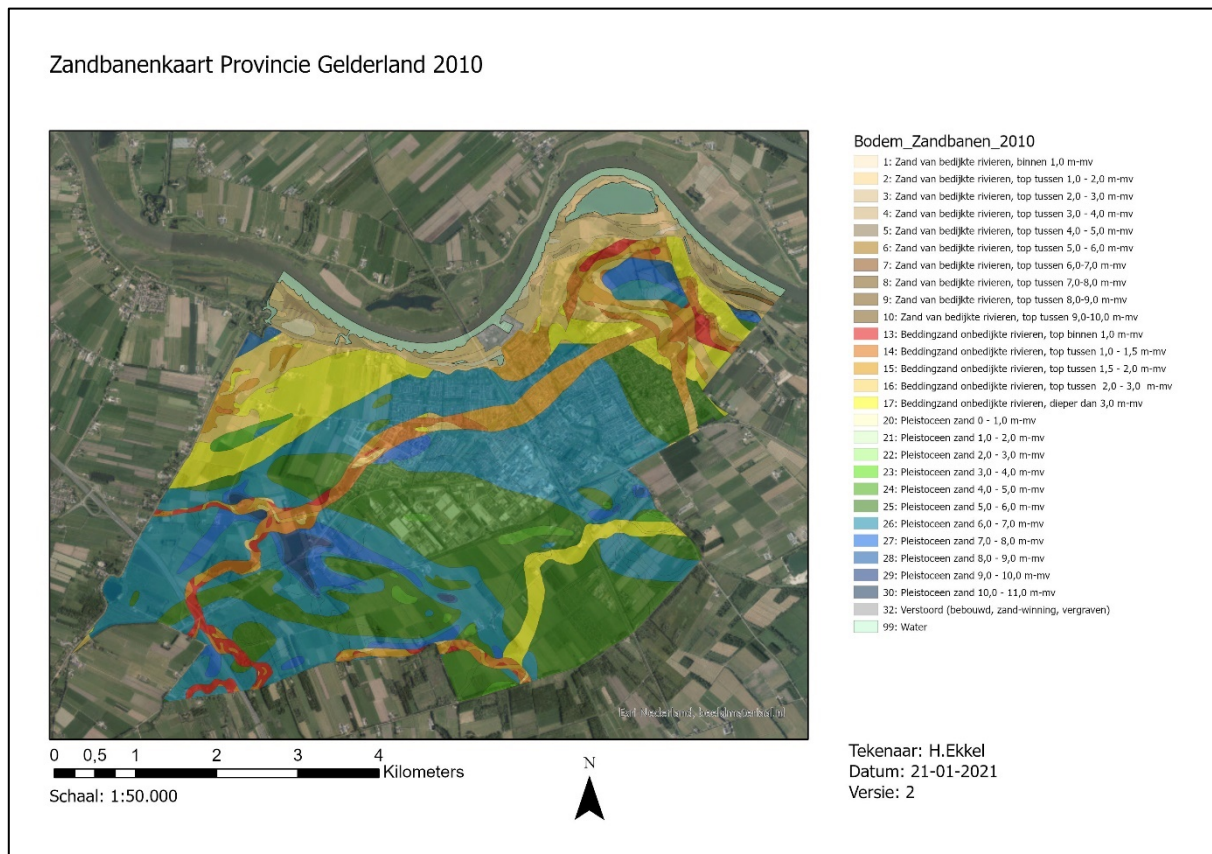 Zandbanenkaart Provincie Gelderland 2010
Bodem_Zandbanen_2010
1: Zand van bedijkte rivieren, binnen 1,0 m-mv
2: Zand van bedijkte rivieren, top tussen 1,0 - 2,0 m-mv
3: Zand van bedijkte rivieren, top tussen 2,0 - 3,0 m-mv
4: Zand van bedijkte rivieren, top tussen 3,0 - 4,0 m-mv
5: Zand van bedijkte rivieren, top tussen 4,0 - 5,0 m-mv
6: Zand van bedijkte rivieren, top tussen 5,0 - 6,0 m-mv
7: Zand van bedijkte rivieren, top tussen 6,0-7,0 m-mv
8: Zand van bedijkte rivieren, top tussen 7,0-8,0 m-mv
9: Zand van bedijkte rivieren, top tussen 8,0-9,0 m-mv
10: Zand van bedijkte rivieren, top tussen 9,0-10,0 m-mv
13: Beddingzand onbedijkte rivieren, top binnen 1,0 m-mv
14: Beddingzand onbedijkte rivieren, top tussen 1,0 - 1,5 m-mv
15: Beddingzand onbedijkte rivieren, top tussen 1,5 - 2,0 m-mv
16: Beddingzand onbedijkte rivieren, top tussen 2,0 - 3,0 m-mv
17: Beddingzand onbedijkte rivieren, dieper dan 3,0 m-mv
20: Pleistoceen zand 0 - 1,0 m-mv
21: Pleistoceen zand 1,0 - 2,0 m-mv
22: Pleistoceen zand 2,0 - 3,0 m-mv
23: Pleistoceen zand 3,0 - 4,0 m-mv
24: Pleistoceen zand 4,0 - 5,0 m-mv
25: Pleistoceen zand 5,0 - 6,0 m-mv
26: Pleistoceen zand 6,0 - 7,0 m-mv
27: Pleistoceen zand 7,0 - 8,0 m-mv
28: Pleistoceen zand 8,0 - 9,0 m-mv
29: Pleistoceen zand 9,0 - 10,0 m-mv
30: Pleistoceen zand 10,0 - 11,0 m-mv
32: Verstoord (bebouwd, zand-winning, vergraven)
99: Water
Esri Nederland, beeldmateriaal.nl
0 0,5 1 2 3 4
Kilometers
Schaal: 1:50.000
N
Tekenaar: H.Ekkel
Datum: 21-01-2021
Versie: 2